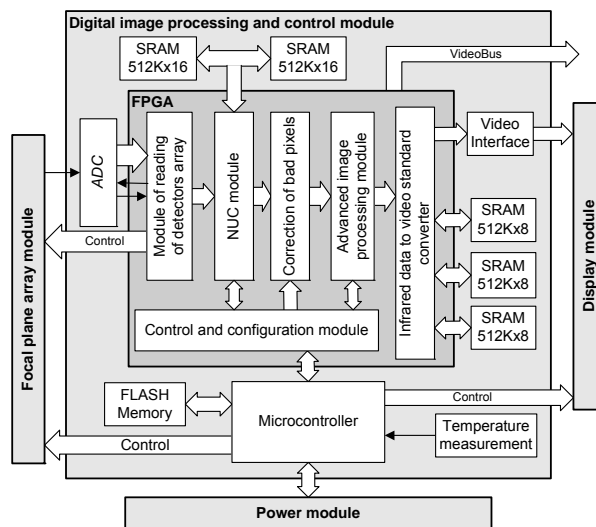 Digital image processing and control module
SRAM
512Kx16
SRAM
512Kx16
VideoBus
FPGA
Focal plane array module
ADC
Module of reading
of detectors array
NUC module
Correction of bad pixels
Advanced image
processing module
Infrared data to video standard
converter
Video
Interface
Display module
SRAM
512Kx8
SRAM
512Kx8
SRAM
512Kx8
Control
Control and configuration module
FLASH
Memory
Microcontroller
Control
Temperature
measurement
Control
Power module